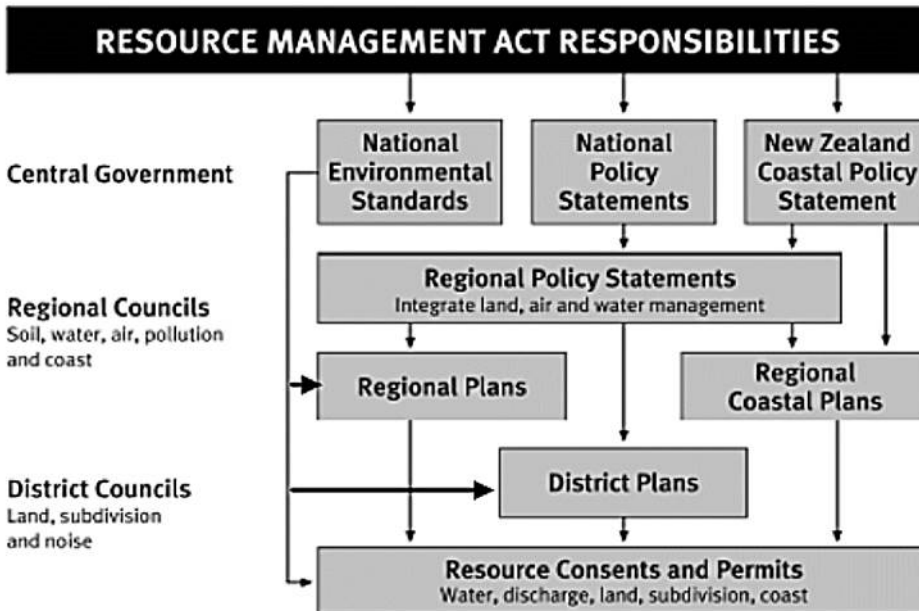 RESOURCE MANAGEMENT ACT RESPONSIBILITIES
Central Government
National
Environmental
Standards
National
Policy
Statements
New Zealand
Coastal Policy
Statement
Regional Policy Statements
Integrate land, air and water management
Regional Councils
Soil, water, air, pollution
and coast
Regional Plans
Regional
Coastal Plans
District Councils
Land, subdivision
and noise
District Plans
Resource Consents and Permits
Water, discharge, land, subdivision, coast